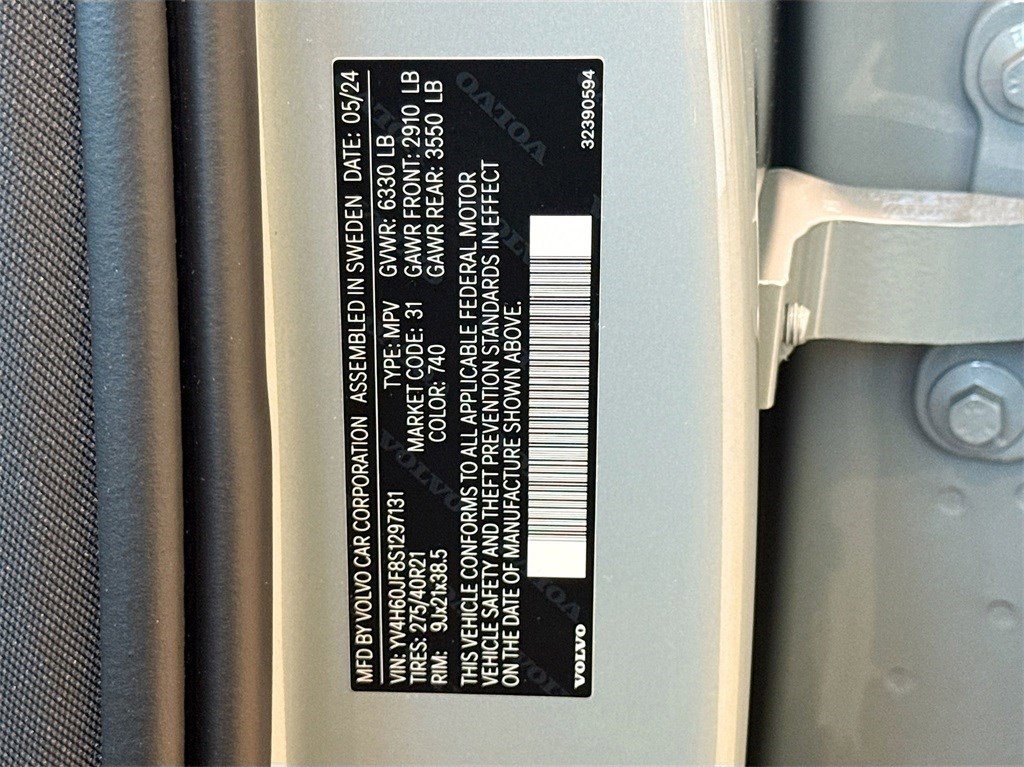 MFD BY VOLVO CAR CORPORATION ASSEMBLED IN SWEDEN DATE: 05/24
VIN: YV4H60JF8S1297131 TYPE: MPV GVWR: 6330 LB
TIRES: 275/40R21 MARKET CODE: 31 GAWR FRONT: 2910 LB
RIM: 9Jx21x38.5 COLOR: 740 GAWR REAR: 3550 LB
THIS VEHICLE CONFORMS TO ALL APPLICABLE FEDERAL MOTOR
VEHICLE SAFETY AND THEFT PREVENTION STANDARDS IN EFFECT
ON THE DATE OF MANUFACTURE SHOWN ABOVE.
VOLVO 32390594